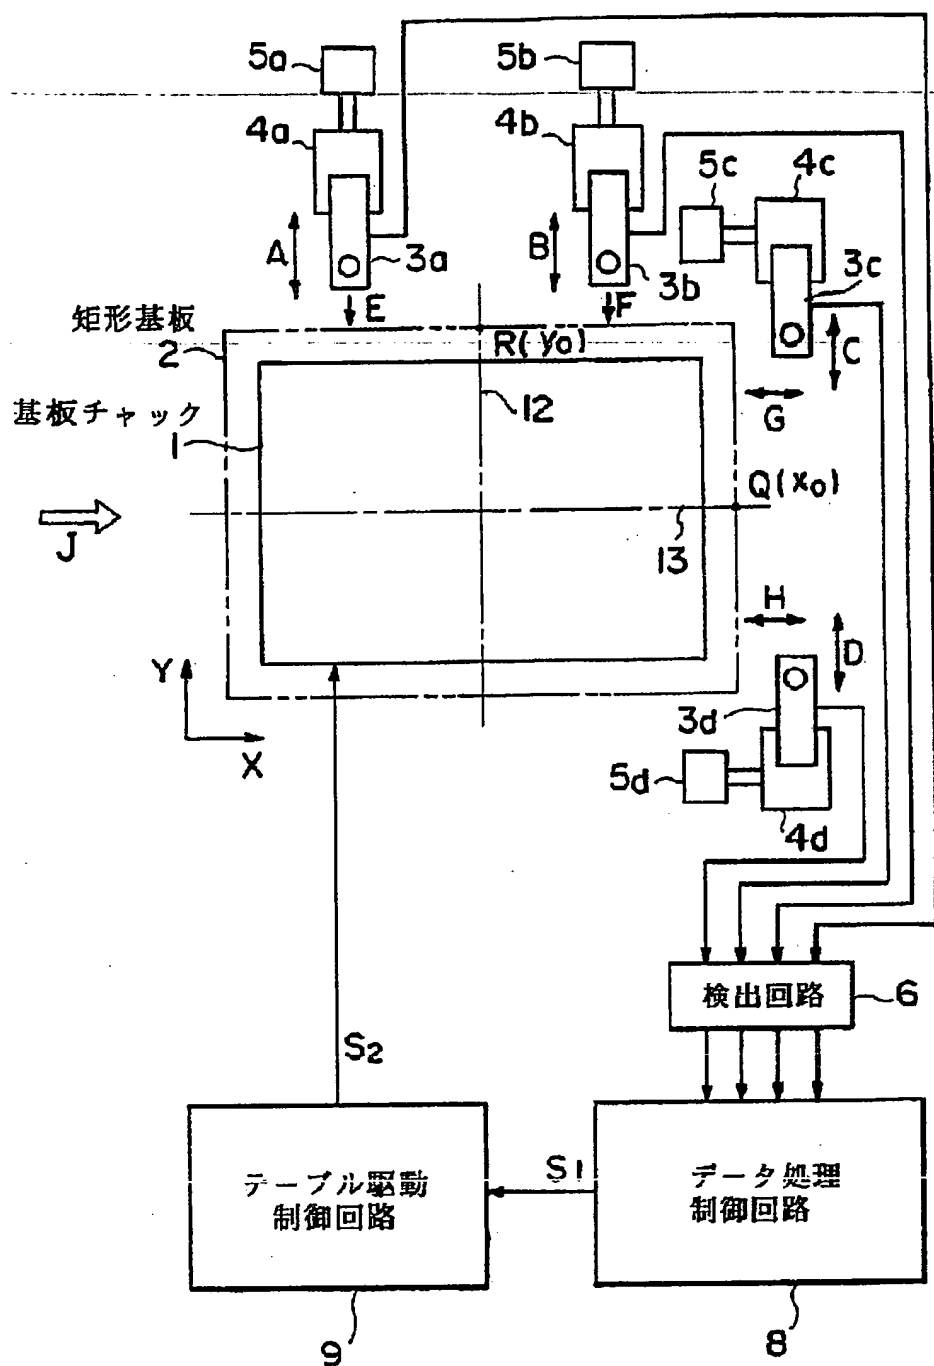 5a
5b
4a
4b
5c
4c
A
3a
B
3b
3c
E
F
C
矩形基板
2
R(y0)
12
G
基板チャック
1
Q(x0)
J
13
H
D
Y
X
3d
5d
4d
検出回路
6
S2
S1
テーブル駆動
制御回路
データ処理
制御回路
9
8